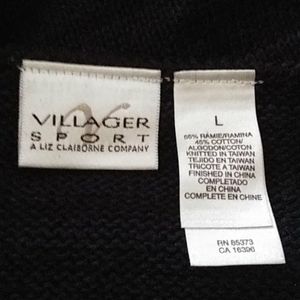 VILLAGER
SPORT
A LIZ CLAIBORNE COMPANY
L
55% RAMIE/RAMINA
45% COTTON/
ALGODON/COTON
KNITTED IN TAIWAN
TEJIDO EN TAIWAN
TRICOTE A TAIWAN
FINISHED IN CHINA
COMPLETADO
EN CHINA
COMPLETE EN CHINE
RN 85373
CA 16396